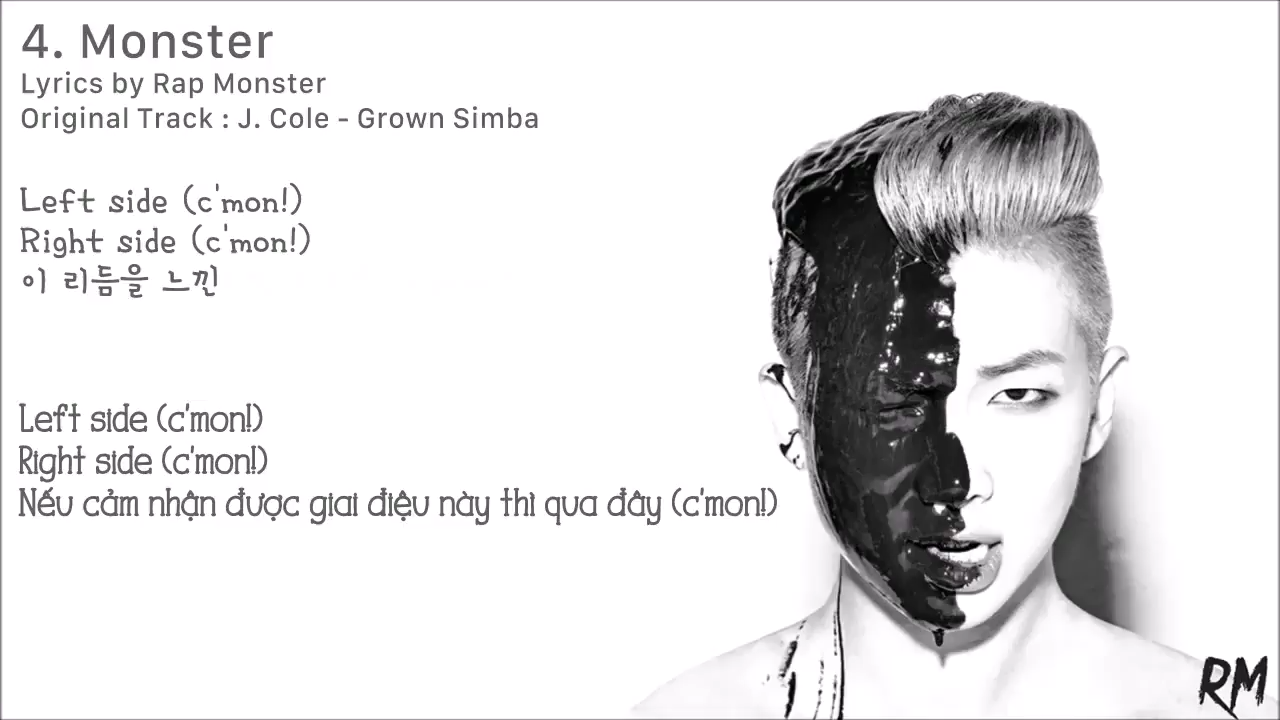 4. Monster
Lyrics by Rap Monster
Original Track : J. Cole - Grown Simba
Left side (c'mon!)
Right side (c'mon!)
이 리듬을 느낀
Left side (c'mon!)
Right side (c'mon!)
Nếu cảm nhận được giai điệu này thì qua đây (c'mon!)
RM